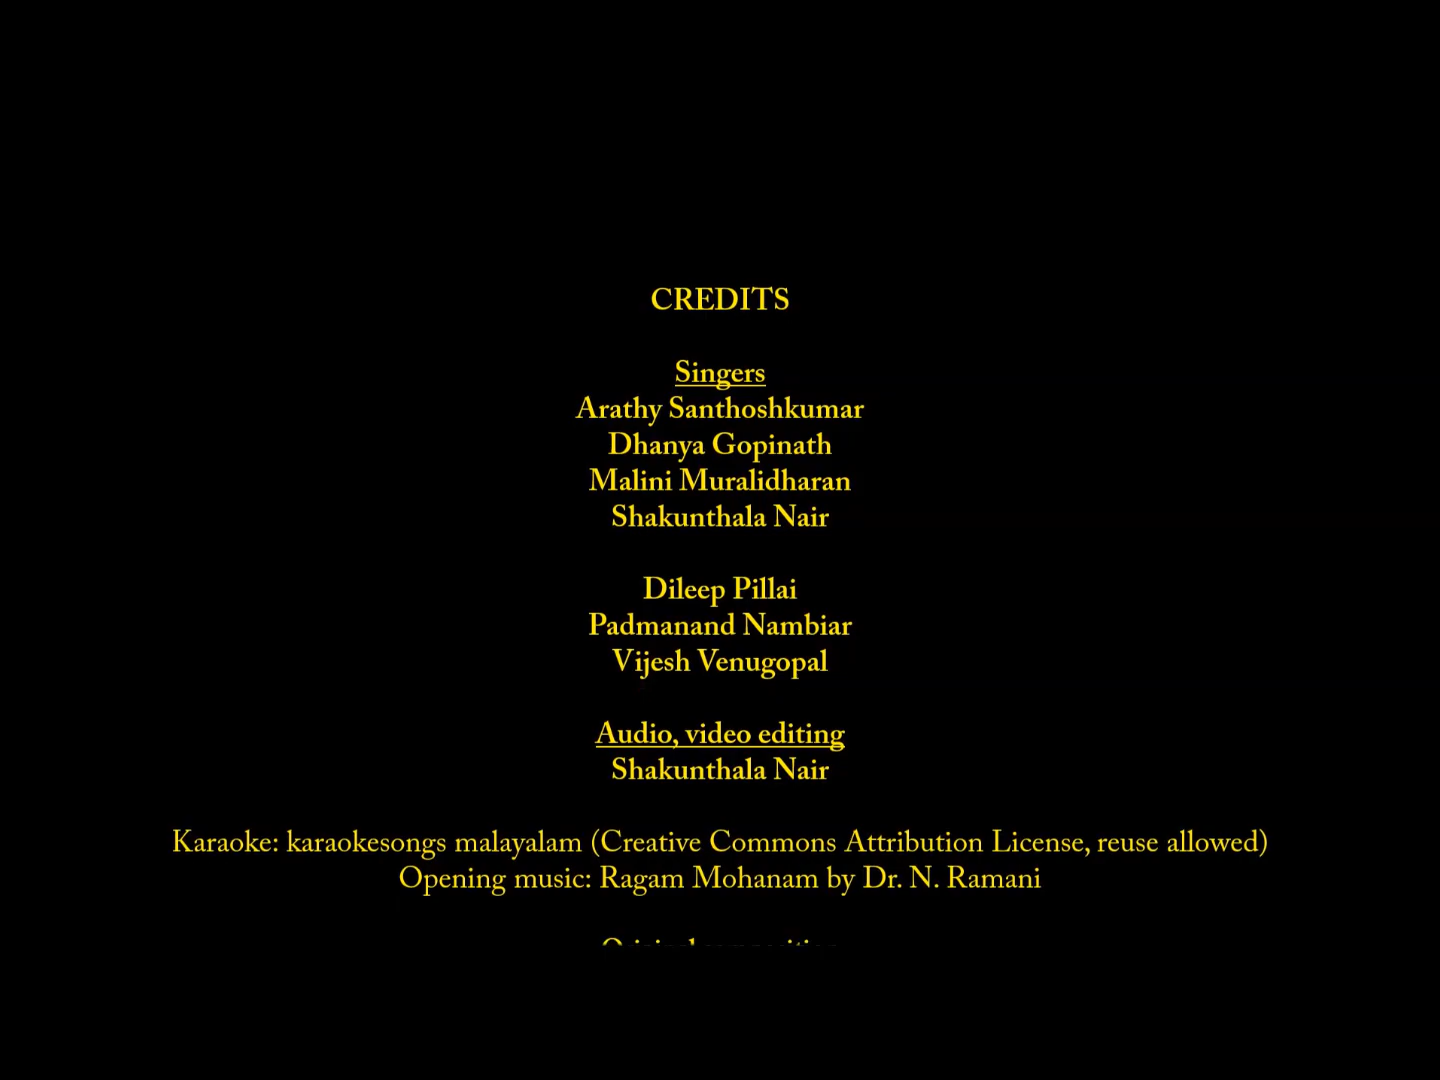 CREDITS
Singers
Arathy Santhoshkumar
Dhanya Gopinath
Malini Muralidharan
Shakunthala Nair
Dileep Pillai
Padmanand Nambiar
Vijesh Venugopal
Audio, video editing
Shakunthala Nair
Karaoke: karaokesongs malayalam (Creative Commons Attribution License, reuse allowed)
Opening music: Ragam Mohanam by Dr. N. Ramani